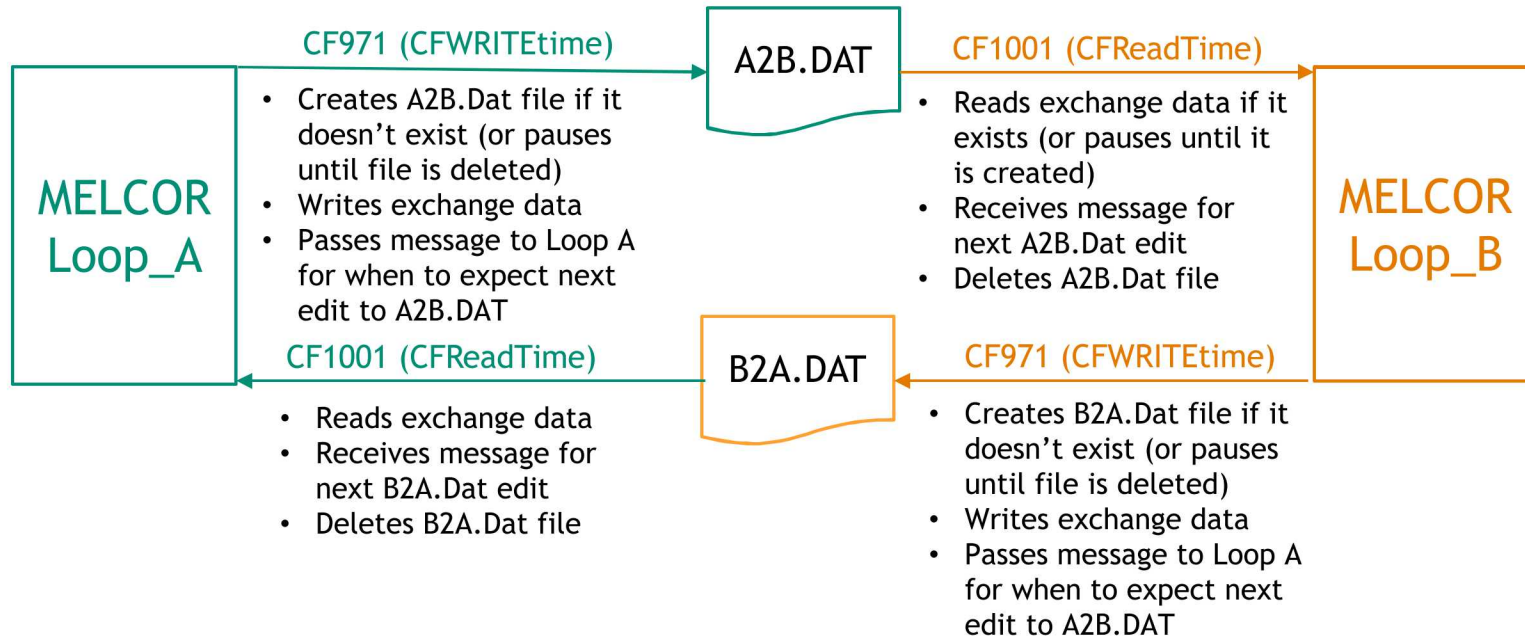 MELCOR
Loop_A
CF971 (CFWRITEtime)
• Creates A2B.Dat file if it
doesn’t exist (or pauses
until file is deleted)
• Writes exchange data
• Passes message to Loop A
for when to expect next
edit to A2B.DAT
A2B.DAT
CF1001 (CFReadTime)
• Reads exchange data if it
exists (or pauses until it
is created)
• Receives message for
next A2B.Dat edit
• Deletes A2B.Dat file
MELCOR
Loop_B
CF1001 (CFReadTime)
• Reads exchange data
• Receives message for
next B2A.Dat edit
• Deletes B2A.Dat file
B2A.DAT
CF971 (CFWRITEtime)
• Creates B2A.Dat file if it
doesn’t exist (or pauses
until file is deleted)
• Writes exchange data
• Passes message to Loop A
for when to expect next
edit to A2B.DAT